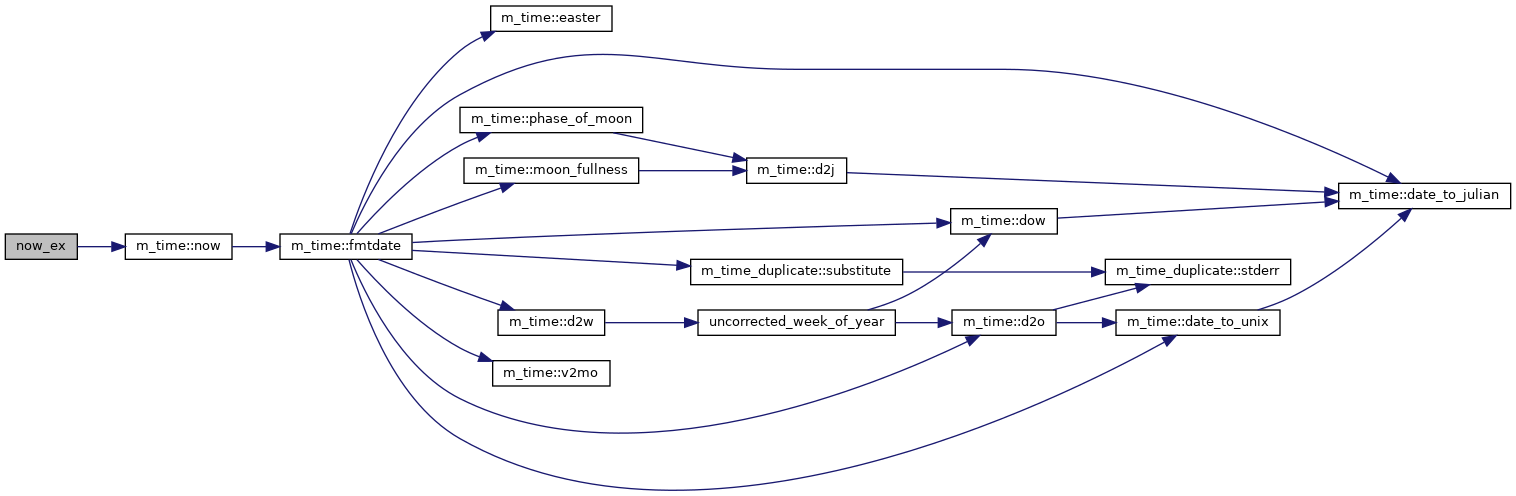 m_time::easter
m_time::phase_of_moon
m_time::moon_fullness
m_time::d2j
m_time::date_to_julian
m_time::dow
now_ex
m_time::now
m_time::fmtdate
m_time_duplicate::substitute
m_time_duplicate::stderr
m_time::d2w
uncorrected_week_of_year
m_time::d2o
m_time::date_to_unix
m_time::v2mo